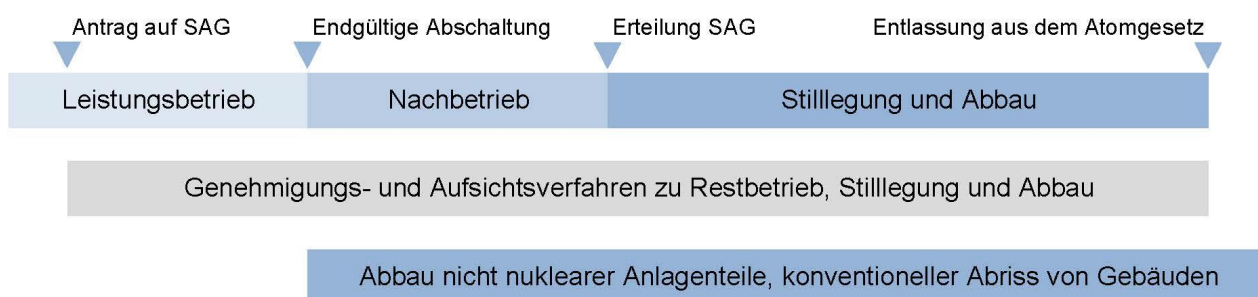 Antrag auf SAG
Endgültige Abschaltung
Erteilung SAG
Entlassung aus dem Atomgesetz
Leistungsbetrieb
Nachbetrieb
Stilllegung und Abbau
Genehmigungs- und Aufsichtsverfahren zu Restbetrieb, Stilllegung und Abbau
Abbau nicht nuklearer Anlagenteile, konventioneller Abriss von Gebäuden